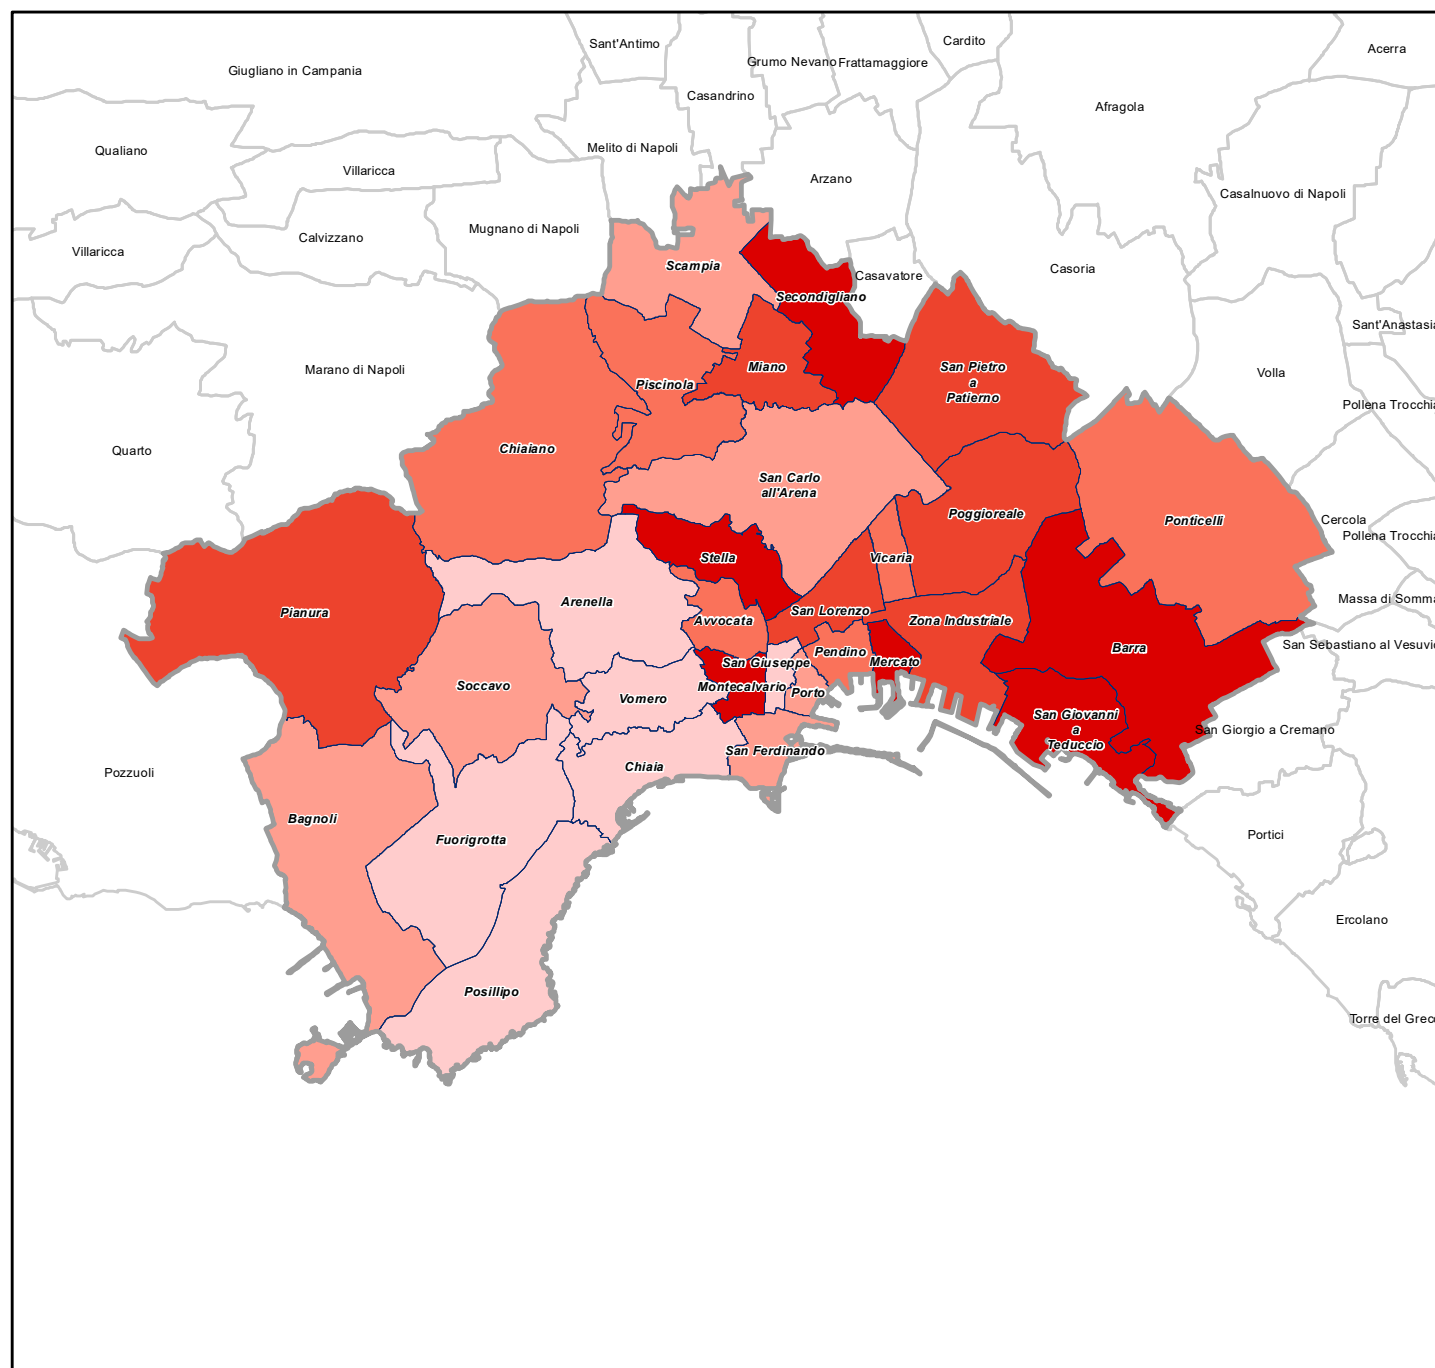 Sant'Antimo
Cardito
Acerra
Giugliano in Campania
Grumo Nevano
Frattamaggiore
Casandrino
Afragola
Qualiano
Melito di Napoli
Villaricca
Arzano
Casalnuovo di Napoli
Mugnano di Napoli
Calvizzano
Villaricca
Scampia
Casavatore
Casoria
Secondigliano
Sant'Anastasia
Marano di Napoli
Miano
San Pietro
a
Patierno
Volla
Piscinola
Pollena Trocchia
Quarto
Chiaiano
San Carlo
all'Arena
Poggioreale
Ponticelli
Cercola
Pollena Trocchia
Stella
Vicaria
Arenella
Massa di Somma
Pianura
San Lorenzo
Avvocata
Zona Industriale
Barra
San Sebastiano al Vesuvio
Pendino
San Giuseppe
Mercato
Soccavo
Montecalvario
Porto
Vomero
San Giovanni
a
Teduccio
San Giorgio a Cremano
San Ferdinando
Chiaia
Pozzuoli
Bagnoli
Fuorigrotta
Portici
Ercolano
Posillipo
Torre del Greco